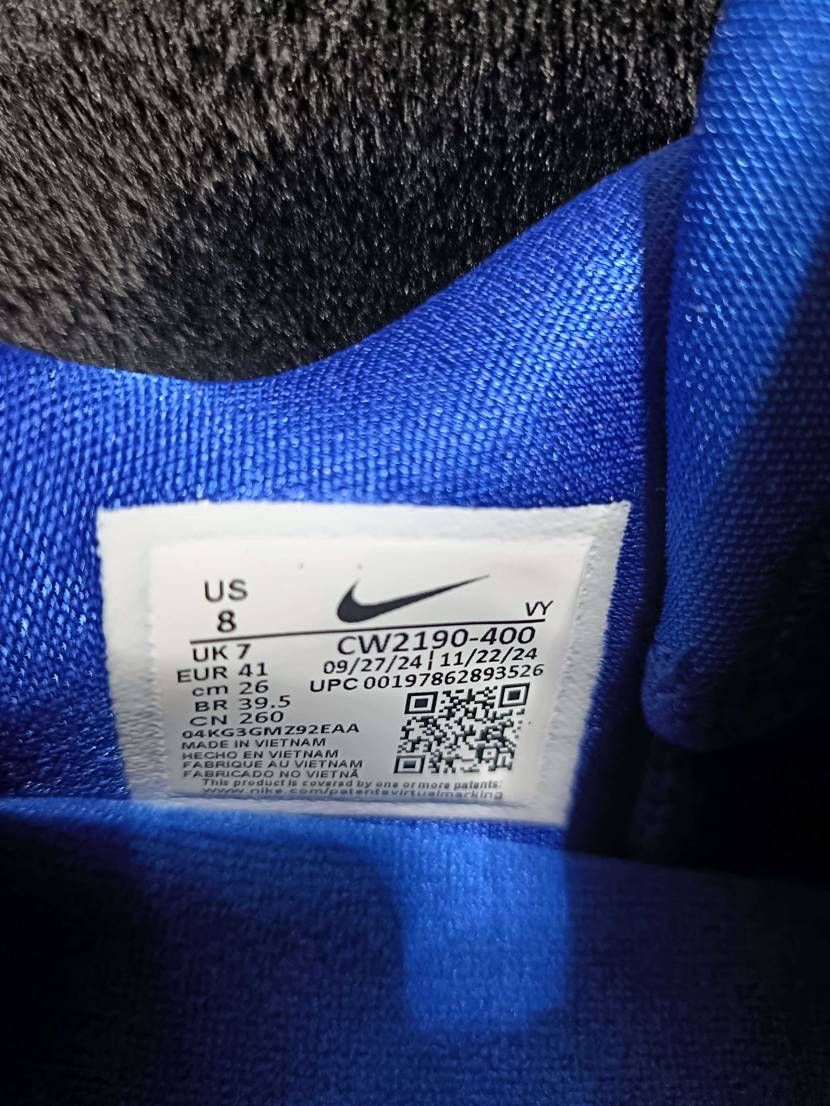 US
8
VY
CW2190-400
UK 7
09/27/24 | 11/22/24
EUR 41
UPC 00197862893526
cm 26
BR 39.5
CN 260
04KG3GMZ92EAA
MADE IN VIETNAM
HECHO EN VIETNAM
FABRIQUE AU VIETNAM
FABRICADO NO VIETNÃ
This product is covered by one or more patents:
www.nike.com/patentsvirtualmarking